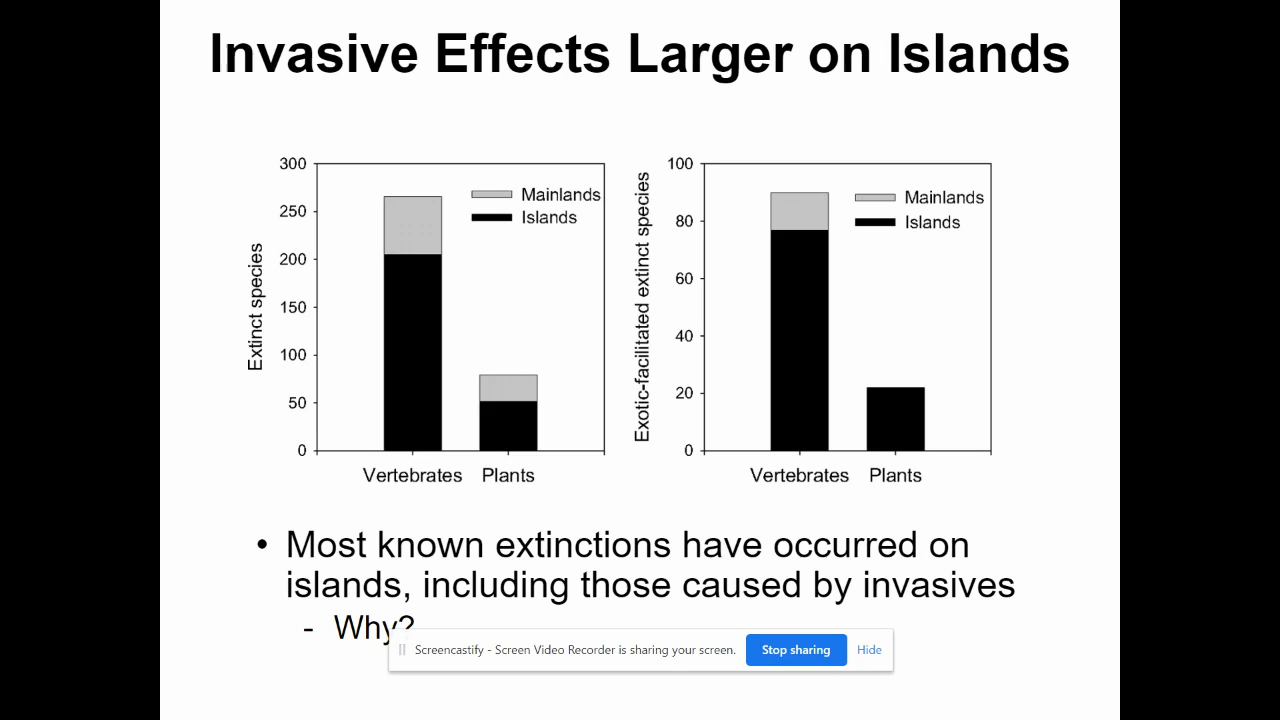 Invasive Effects Larger on Islands
300
250
200
150
100
50
0
Extinct species
Mainlands
Islands
Vertebrates Plants
100
80
60
40
20
0
Exotic-facilitated extinct species
Mainlands
Islands
Vertebrates Plants
• Most known extinctions have occurred on
islands, including those caused by invasives
- Why?
Screencastify - Screen Video Recorder is sharing your screen. Stop sharing Hide